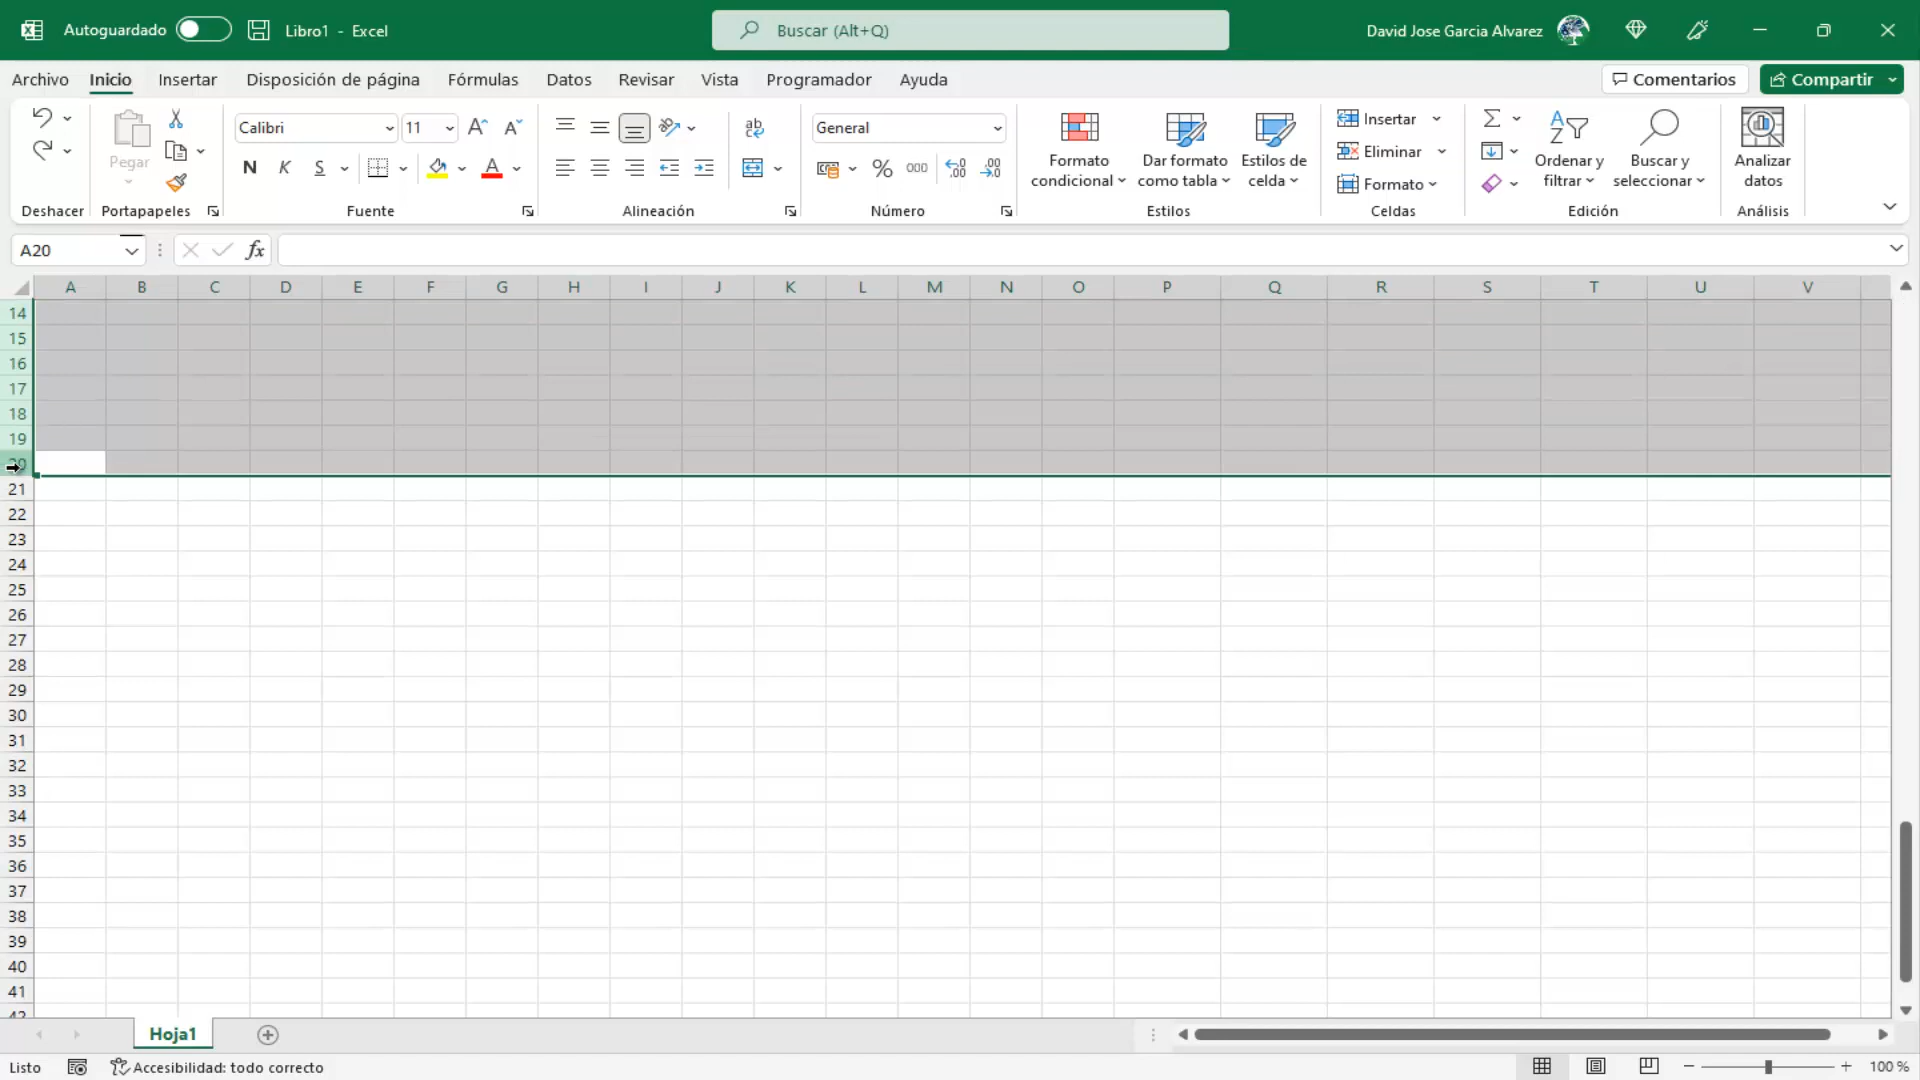 Autoguardado Libro1 - Excel Buscar (Alt+Q) David Jose Garcia Alvarez
Archivo Inicio Insertar Disposición de página Fórmulas Datos Revisar Vista Programador Ayuda Comentarios Compartir
Calibri 11 ab General Insertar Σ
Pegar Formato condicional Dar formato como tabla Estilos de celda Eliminar Ordenar y filtrar Buscar y seleccionar Analizar datos
N K S A % 000 Formato
Deshacer Portapapeles Fuente Alineación Número Estilos Celdas Edición Análisis
A20 fx
A B C D E F G H I J K L M N O P Q R S T U V
14
15
16
17
18
19
20
21
22
23
24
25
26
27
28
29
30
31
32
33
34
35
36
37
38
39
40
41
42
Hoja1
Listo Accesibilidad: todo correcto 100 %